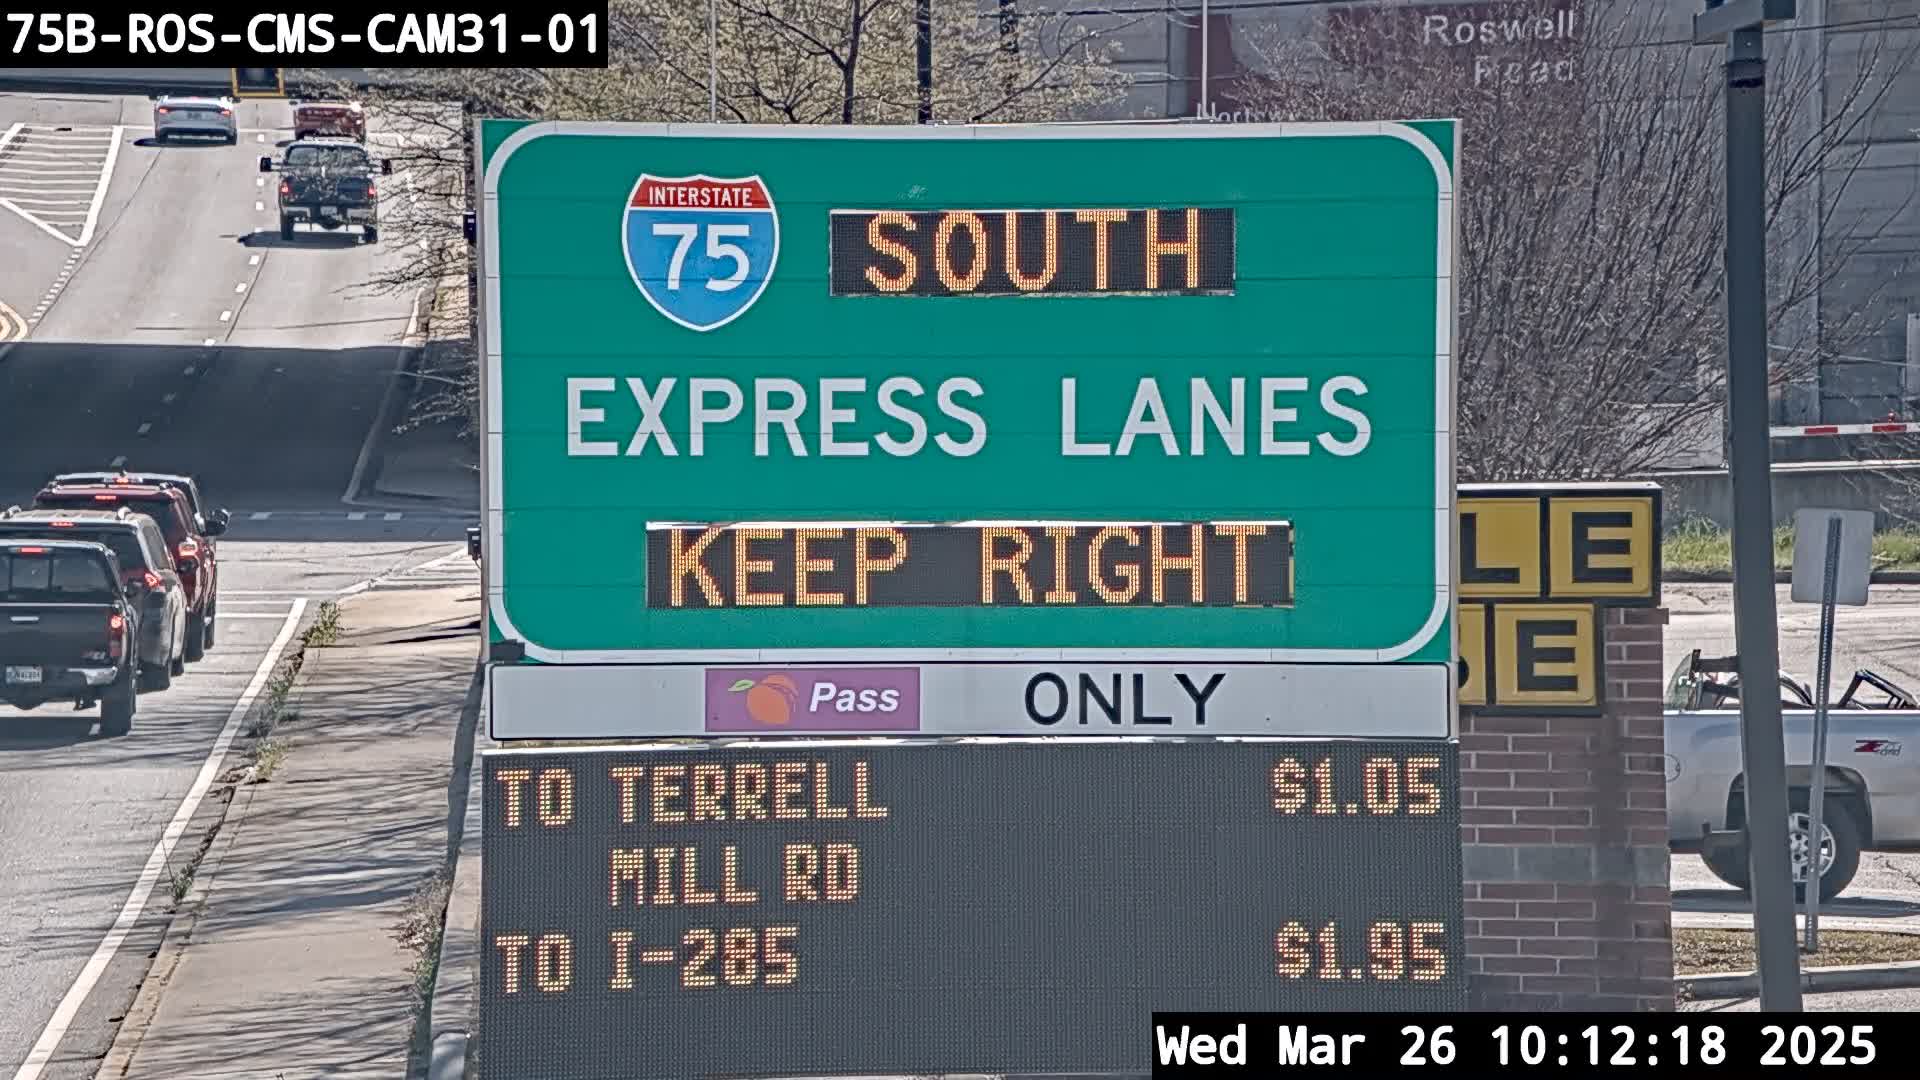 75B-ROS-CMS-CAM31-01
Roswell
Road
INTERSTATE
75
SOUTH
EXPRESS LANES
KEEP RIGHT
Pass ONLY
LE
E
TO TERRELL $1.05
MILL RD
TO I-285 $1.95
Wed Mar 26 10:12:18 2025